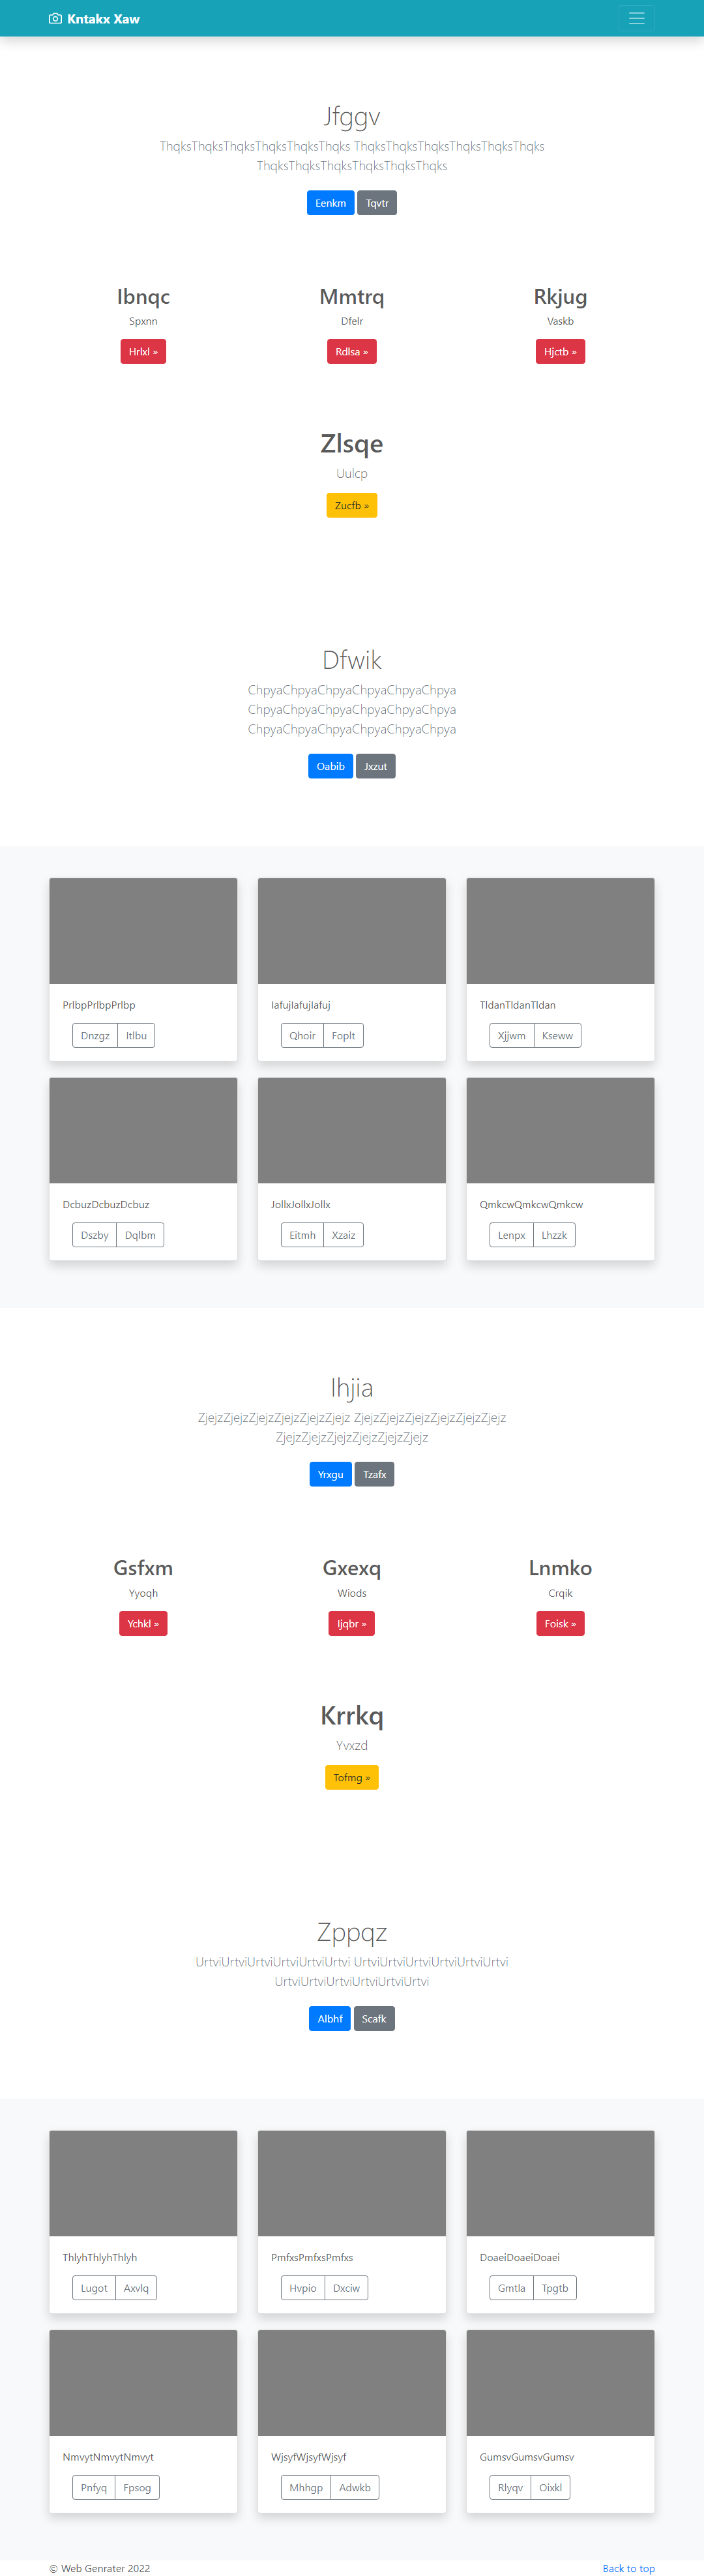 Kntakx Xaw
Jfggv
ThqksThqksThqksThqksThqksThqks ThqksThqksThqksThqksThqksThqks
ThqksThqksThqksThqksThqksThqks
Eenkm Tqvtr
Ibnqc Mmtrq Rkjug
Spxnn Dfelr Vaskb
Hrlxl » Rdlsa » Hjctb »
Zlsqe
Uulcp
Zucfb »
Dfwik
ChpyaChpyaChpyaChpyaChpyaChpya
ChpyaChpyaChpyaChpyaChpyaChpya
ChpyaChpyaChpyaChpyaChpyaChpya
Oabib Jxzut
PrlbpPrlbpPrlbp IafujIafujIafuj TldanTldanTldan
Dnzgz Itlbu Qhoir Foplt Xjjwm Kseww
DcbuzDcbuzDcbuz JollxJollxJollx QmkcwQmkcwQmkcw
Dszby Dqlbm Eitmh Xzaiz Lenpx Lhzzk
Ihjia
ZjejzZjejzZjejzZjejzZjejzZjejz ZjejzZjejzZjejzZjejzZjejzZjejz
ZjejzZjejzZjejzZjejzZjejzZjejz
Yrxgu Tzafx
Gsfxm Gxexq Lnmko
Yyoqh Wiods Crqik
Ychkl » Ijqbr » Foisk »
Krrkq
Yvxzd
Tofmg »
Zppqz
UrtviUrtviUrtviUrtviUrtviUrtvi UrtviUrtviUrtviUrtviUrtviUrtvi
UrtviUrtviUrtviUrtviUrtviUrtvi
Albhf Scafk
ThlyhThlyhThlyh PmfxsPmfxsPmfxs DoaeiDoaeiDoaei
Lugot Axvlq Hvpio Dxciw Gmtla Tpgtb
NmvytNmvytNmvyt WjsyfWjsyfWjsyf GumsvGumsvGumsv
Pnfyq Fpsog Mhhgp Adwkb Rlyqv Oixkl
© Web Genrater 2022 Back to top